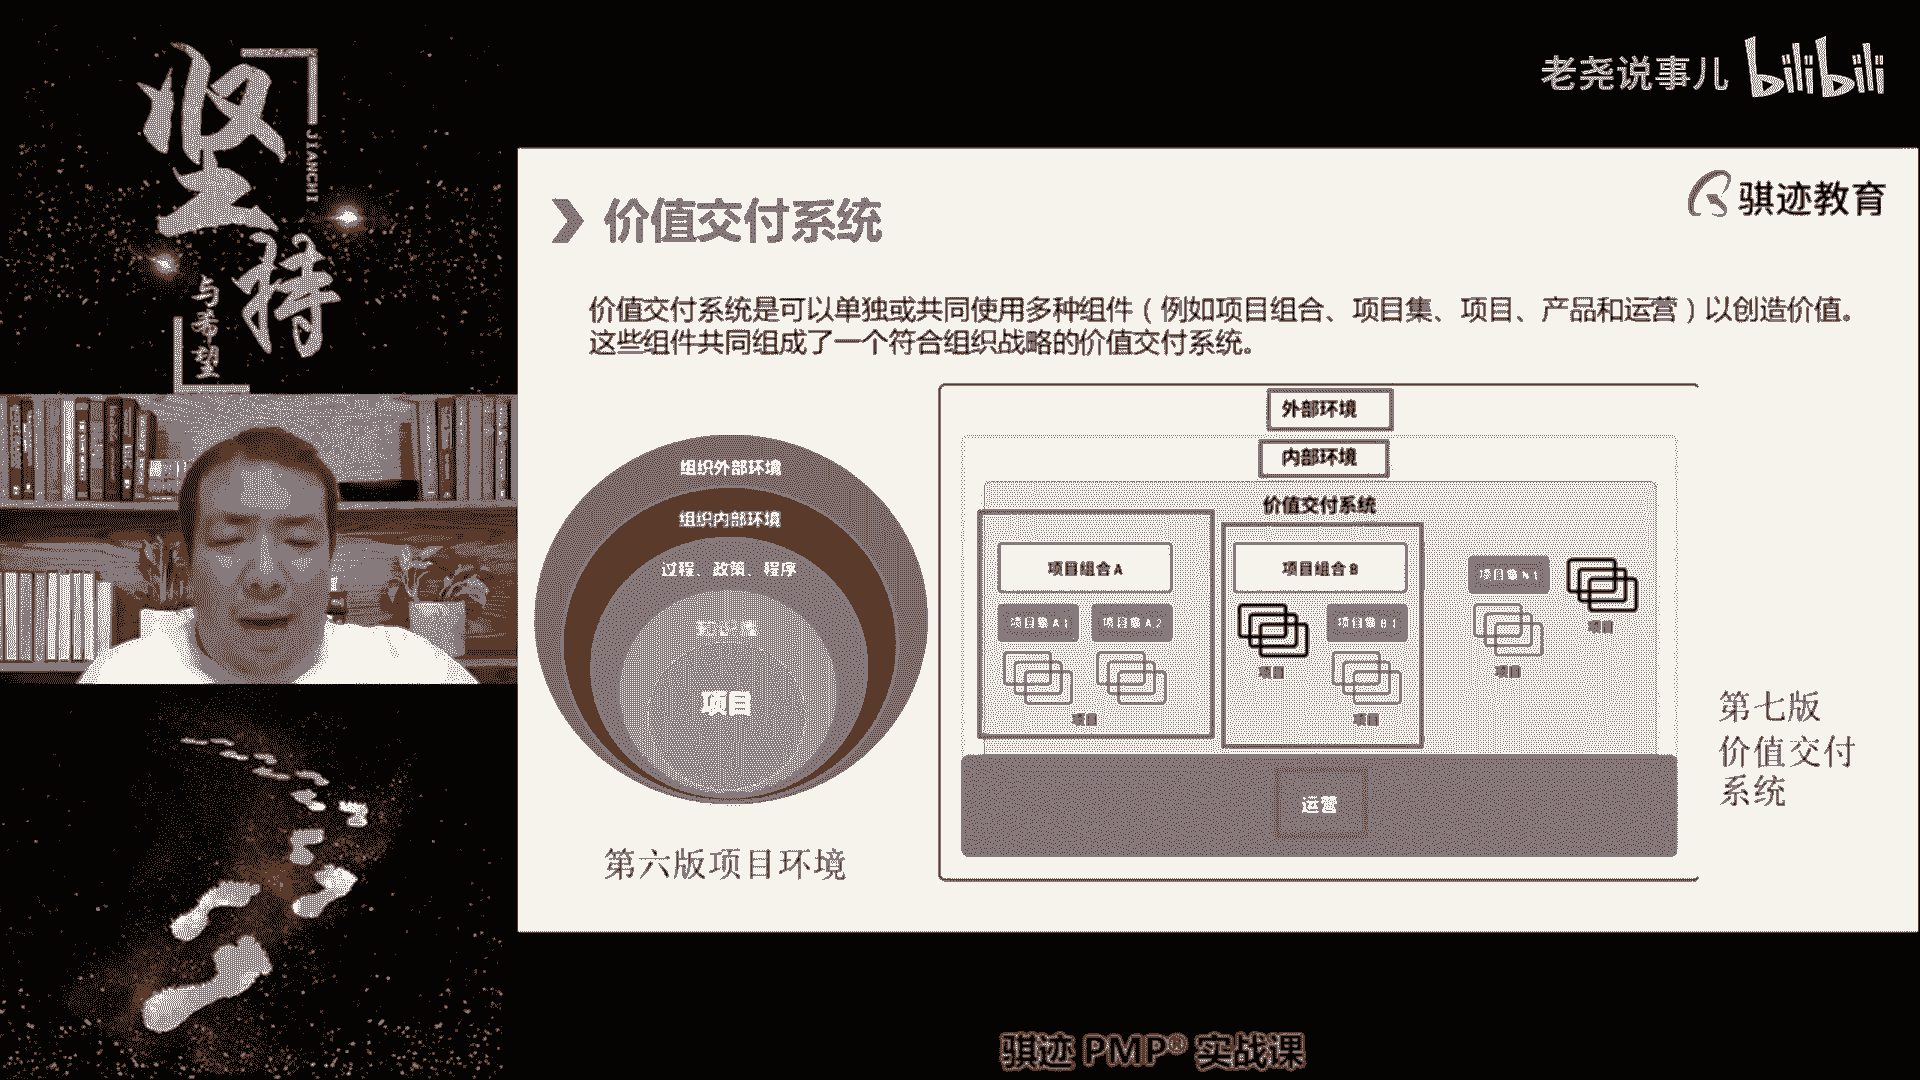 坚
持
JIANCHI
与
希
望
老尧说事儿 bilibili
骐迹教育
价值交付系统
价值交付系统是可以单独或共同使用多种组件（例如项目组合、项目集、项目、产品和运营）以创造价值。
这些组件共同组成了一个符合组织战略的价值交付系统。
组织外部环境
组织内部环境
过程、政策、程序
项目
第六版项目环境
外部环境
内部环境
价值交付系统
项目组合A
项目集A1
项目集A2
项目
项目组合B
项目
项目集B1
项目
项目集N1
项目
项目
运营
第七版
价值交付
系统
骐迹 PMP® 实战课